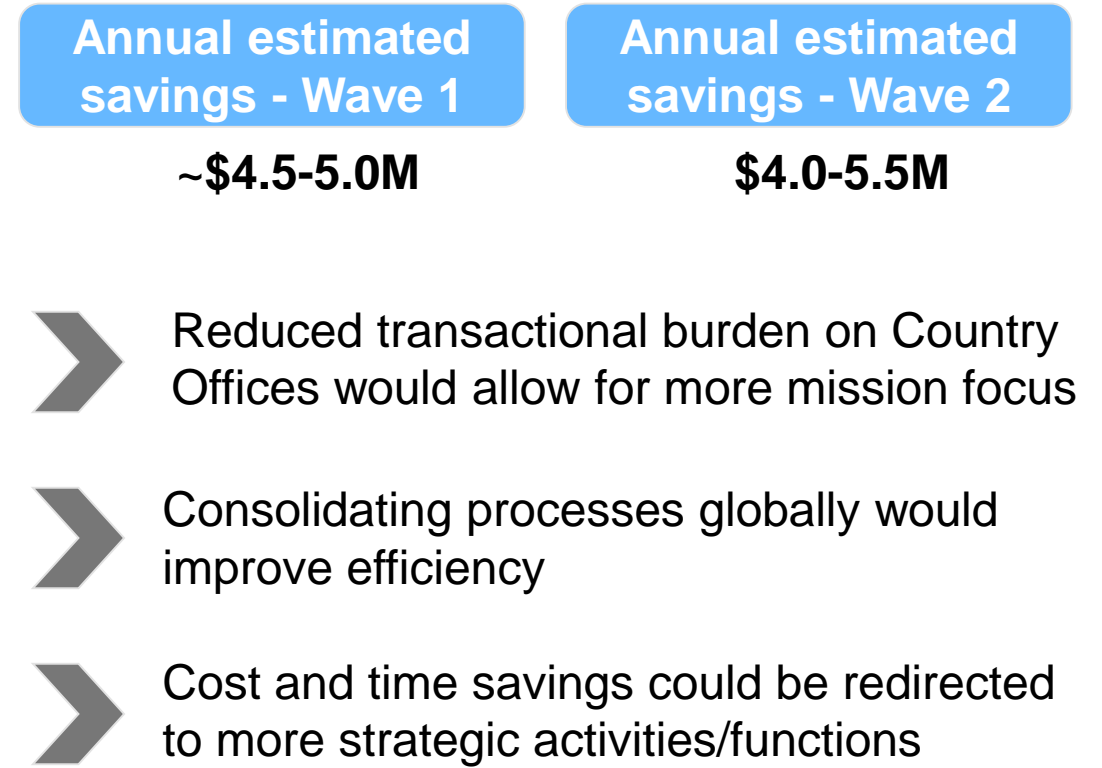 Annual estimated
savings - Wave 1
Annual estimated
savings - Wave 2
~$4.5-5.0M
$4.0-5.5M
Reduced transactional burden on Country
Offices would allow for more mission focus
Consolidating processes globally would
improve efficiency
Cost and time savings could be redirected
to more strategic activities/functions